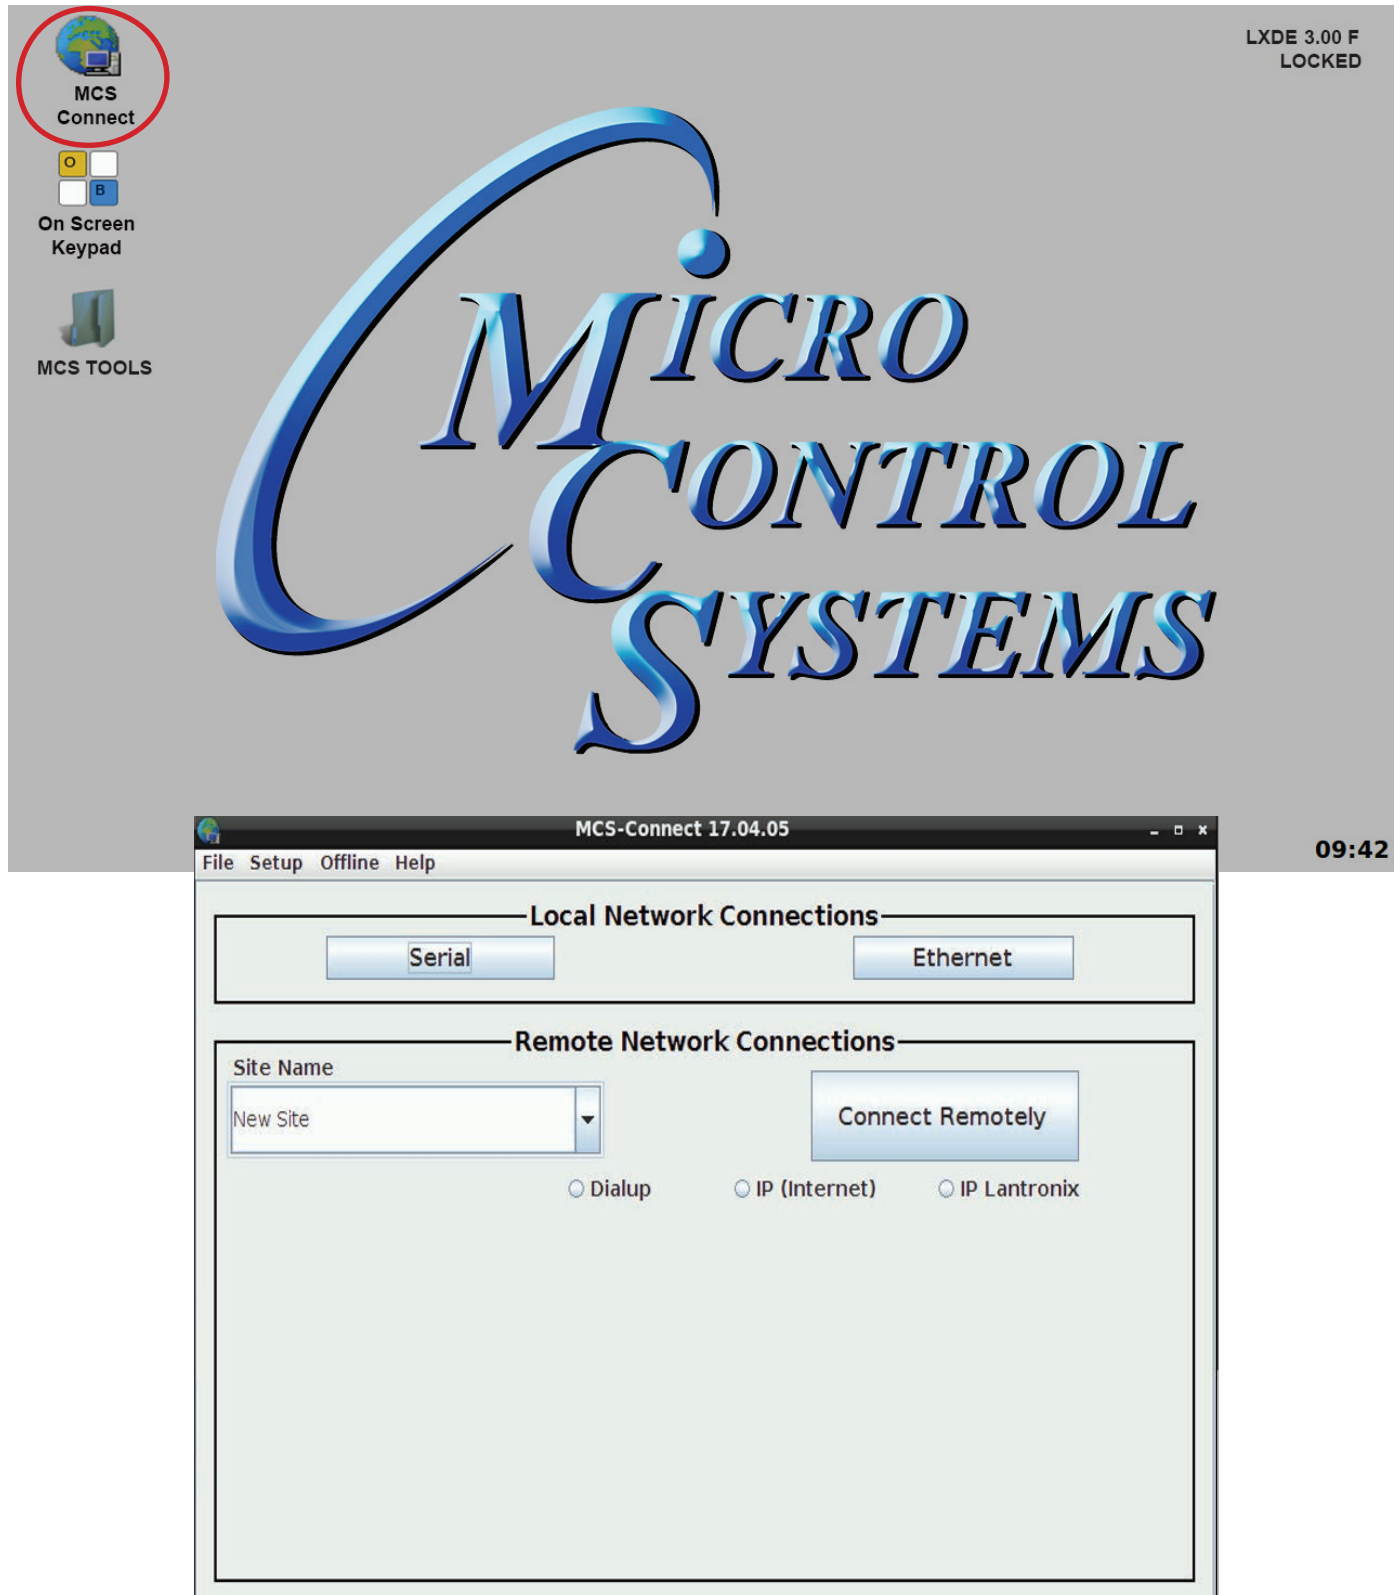 MCS
Connect
O
B
On Screen
Keypad
MCS TOOLS
LXDE 3.00 F
LOCKED
MICRO
CONTROL
SYSTEMS
09:42
MCS-Connect 17.04.05
File Setup Offline Help
Local Network Connections
Serial Ethernet
Remote Network Connections
Site Name
New Site
Connect Remotely
Dialup IP (Internet) IP Lantronix